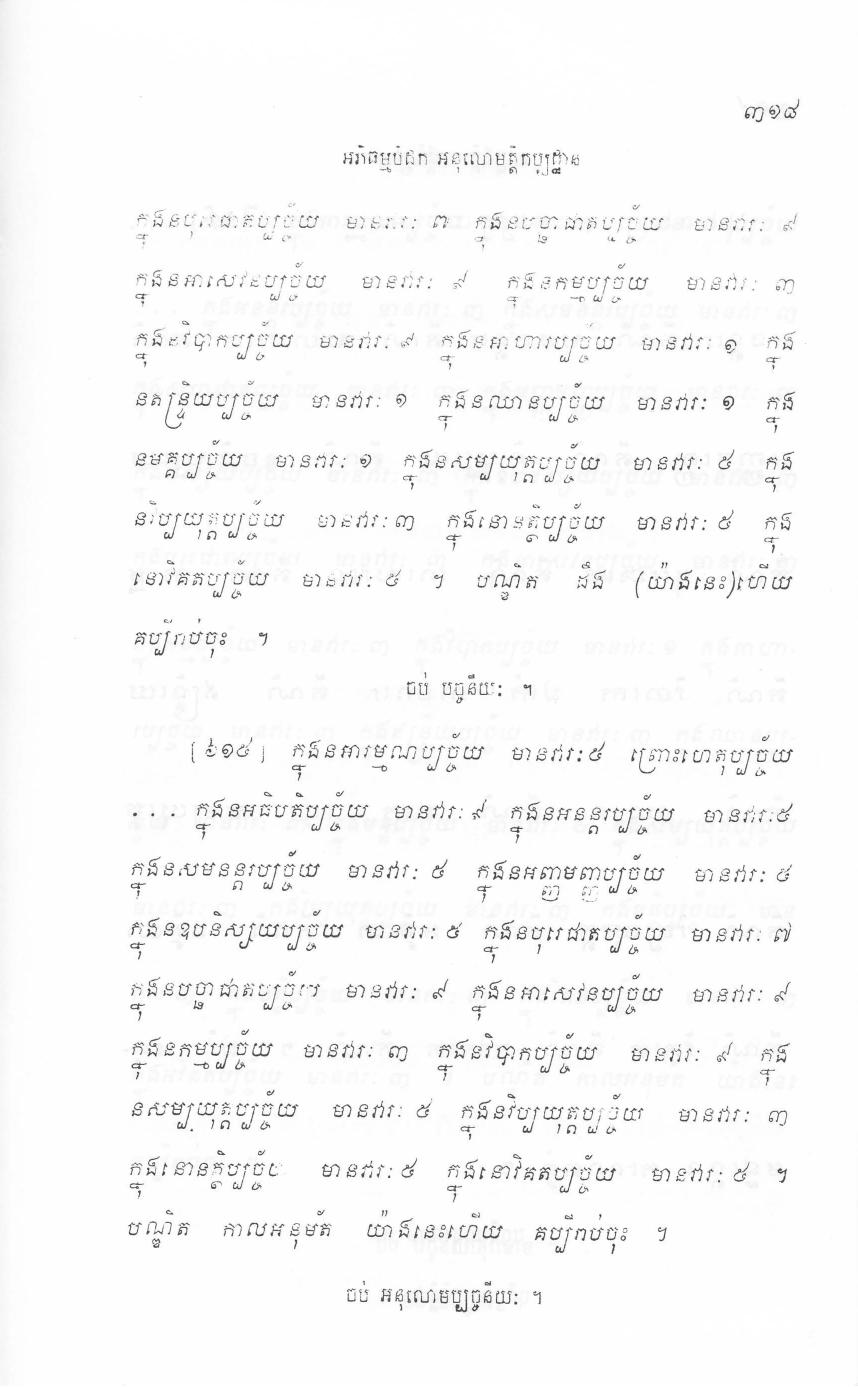 ៣១៨
អភិធម្មបិដក អនុលោមត្តិកប្បដ្ឋាន
ក្នុងនបុរេជាតប្បច្ច័យ មានវារៈ ៧ ក្នុងនបច្ឆាជាតប្បច្ច័យ មានវារៈ ៩
ក្នុងនអាសេវនប្បច្ច័យ មានវារៈ ៩ ក្នុងនកម្មប្បច្ច័យ មានវារៈ ៣
ក្នុងនវិបាកប្បច្ច័យ មានវារៈ ៩ ក្នុងនអាហារប្បច្ច័យ មានវារៈ ១ ក្នុង
នឥន្ទ្រិយប្បច្ច័យ មានវារៈ ១ ក្នុងនឈានប្បច្ច័យ មានវារៈ ១ ក្នុង
នមគ្គប្បច្ច័យ មានវារៈ ១ ក្នុងនសម្បយុត្តប្បច្ច័យ មានវារៈ ៥ ក្នុង
នវិប្បយុត្តប្បច្ច័យ មានវារៈ៣ ក្នុងនោនត្ថិប្បច្ច័យ មានវារៈ ៥ ក្នុង
នោវិគតប្បច្ច័យ មានវារៈ ៥ ។ បណ្ឌិត ដឹង (យ៉ាងនេះ)ហើយ
គប្បីរាប់ចុះ ។
ចប់ បច្ចនីយៈ ។
[៩១៥] ក្នុងនអារម្មណប្បច្ច័យ មានវារៈ៥ ព្រោះហេតុប្បច្ច័យ
... ក្នុងនអធិបតិប្បច្ច័យ មានវារៈ ៩ ក្នុងនអនន្តរប្បច្ច័យ មានវារៈ៥
ក្នុងនសមនន្តរប្បច្ច័យ មានវារៈ ៥ ក្នុងនអញ្ញមញ្ញប្បច្ច័យ មានវារៈ ៥
ក្នុងនឧបនិស្សយប្បច្ច័យ មានវារៈ ៥ ក្នុងនបុរេជាតប្បច្ច័យ មានវារៈ ៧
ក្នុងនបច្ឆាជាតប្បច្ច័យ មានវារៈ ៩ ក្នុងនអាសេវនប្បច្ច័យ មានវារៈ ៩
ក្នុងនកម្មប្បច្ច័យ មានវារៈ ៣ ក្នុងនវិបាកប្បច្ច័យ មានវារៈ ៩ ក្នុង
នសម្បយុត្តប្បច្ច័យ មានវារៈ ៥ ក្នុងនវិប្បយុត្តប្បច្ច័យ មានវារៈ ៣
ក្នុងនោនត្ថិប្បច្ច័យ មានវារៈ ៥ ក្នុងនោវិគតប្បច្ច័យ មានវារៈ ៥ ។
បណ្ឌិត កាលអនុម័ត យ៉ាងនេះហើយ គប្បីរាប់ចុះ ។
ចប់ អនុលោមប្បច្ចនីយៈ ។